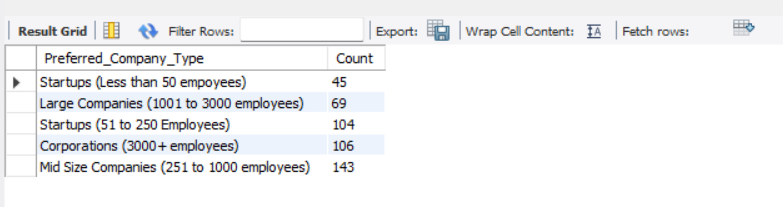 Result Grid Filter Rows: Export: Wrap Cell Content: Fetch rows:
Preferred_Company_Type Count
Startups (Less than 50 empoyees) 45
Large Companies (1001 to 3000 employees) 69
Startups (51 to 250 Employees) 104
Corporations (3000+ employees) 106
Mid Size Companies (251 to 1000 employees) 143